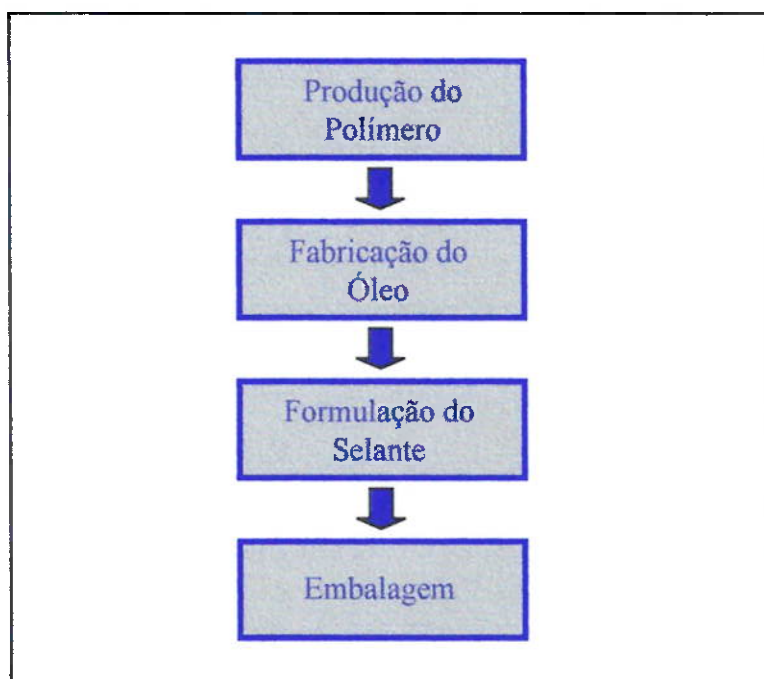 Produção do
Polímero
Fabricação do
Óleo
Formulação do
Selante
Embalagem